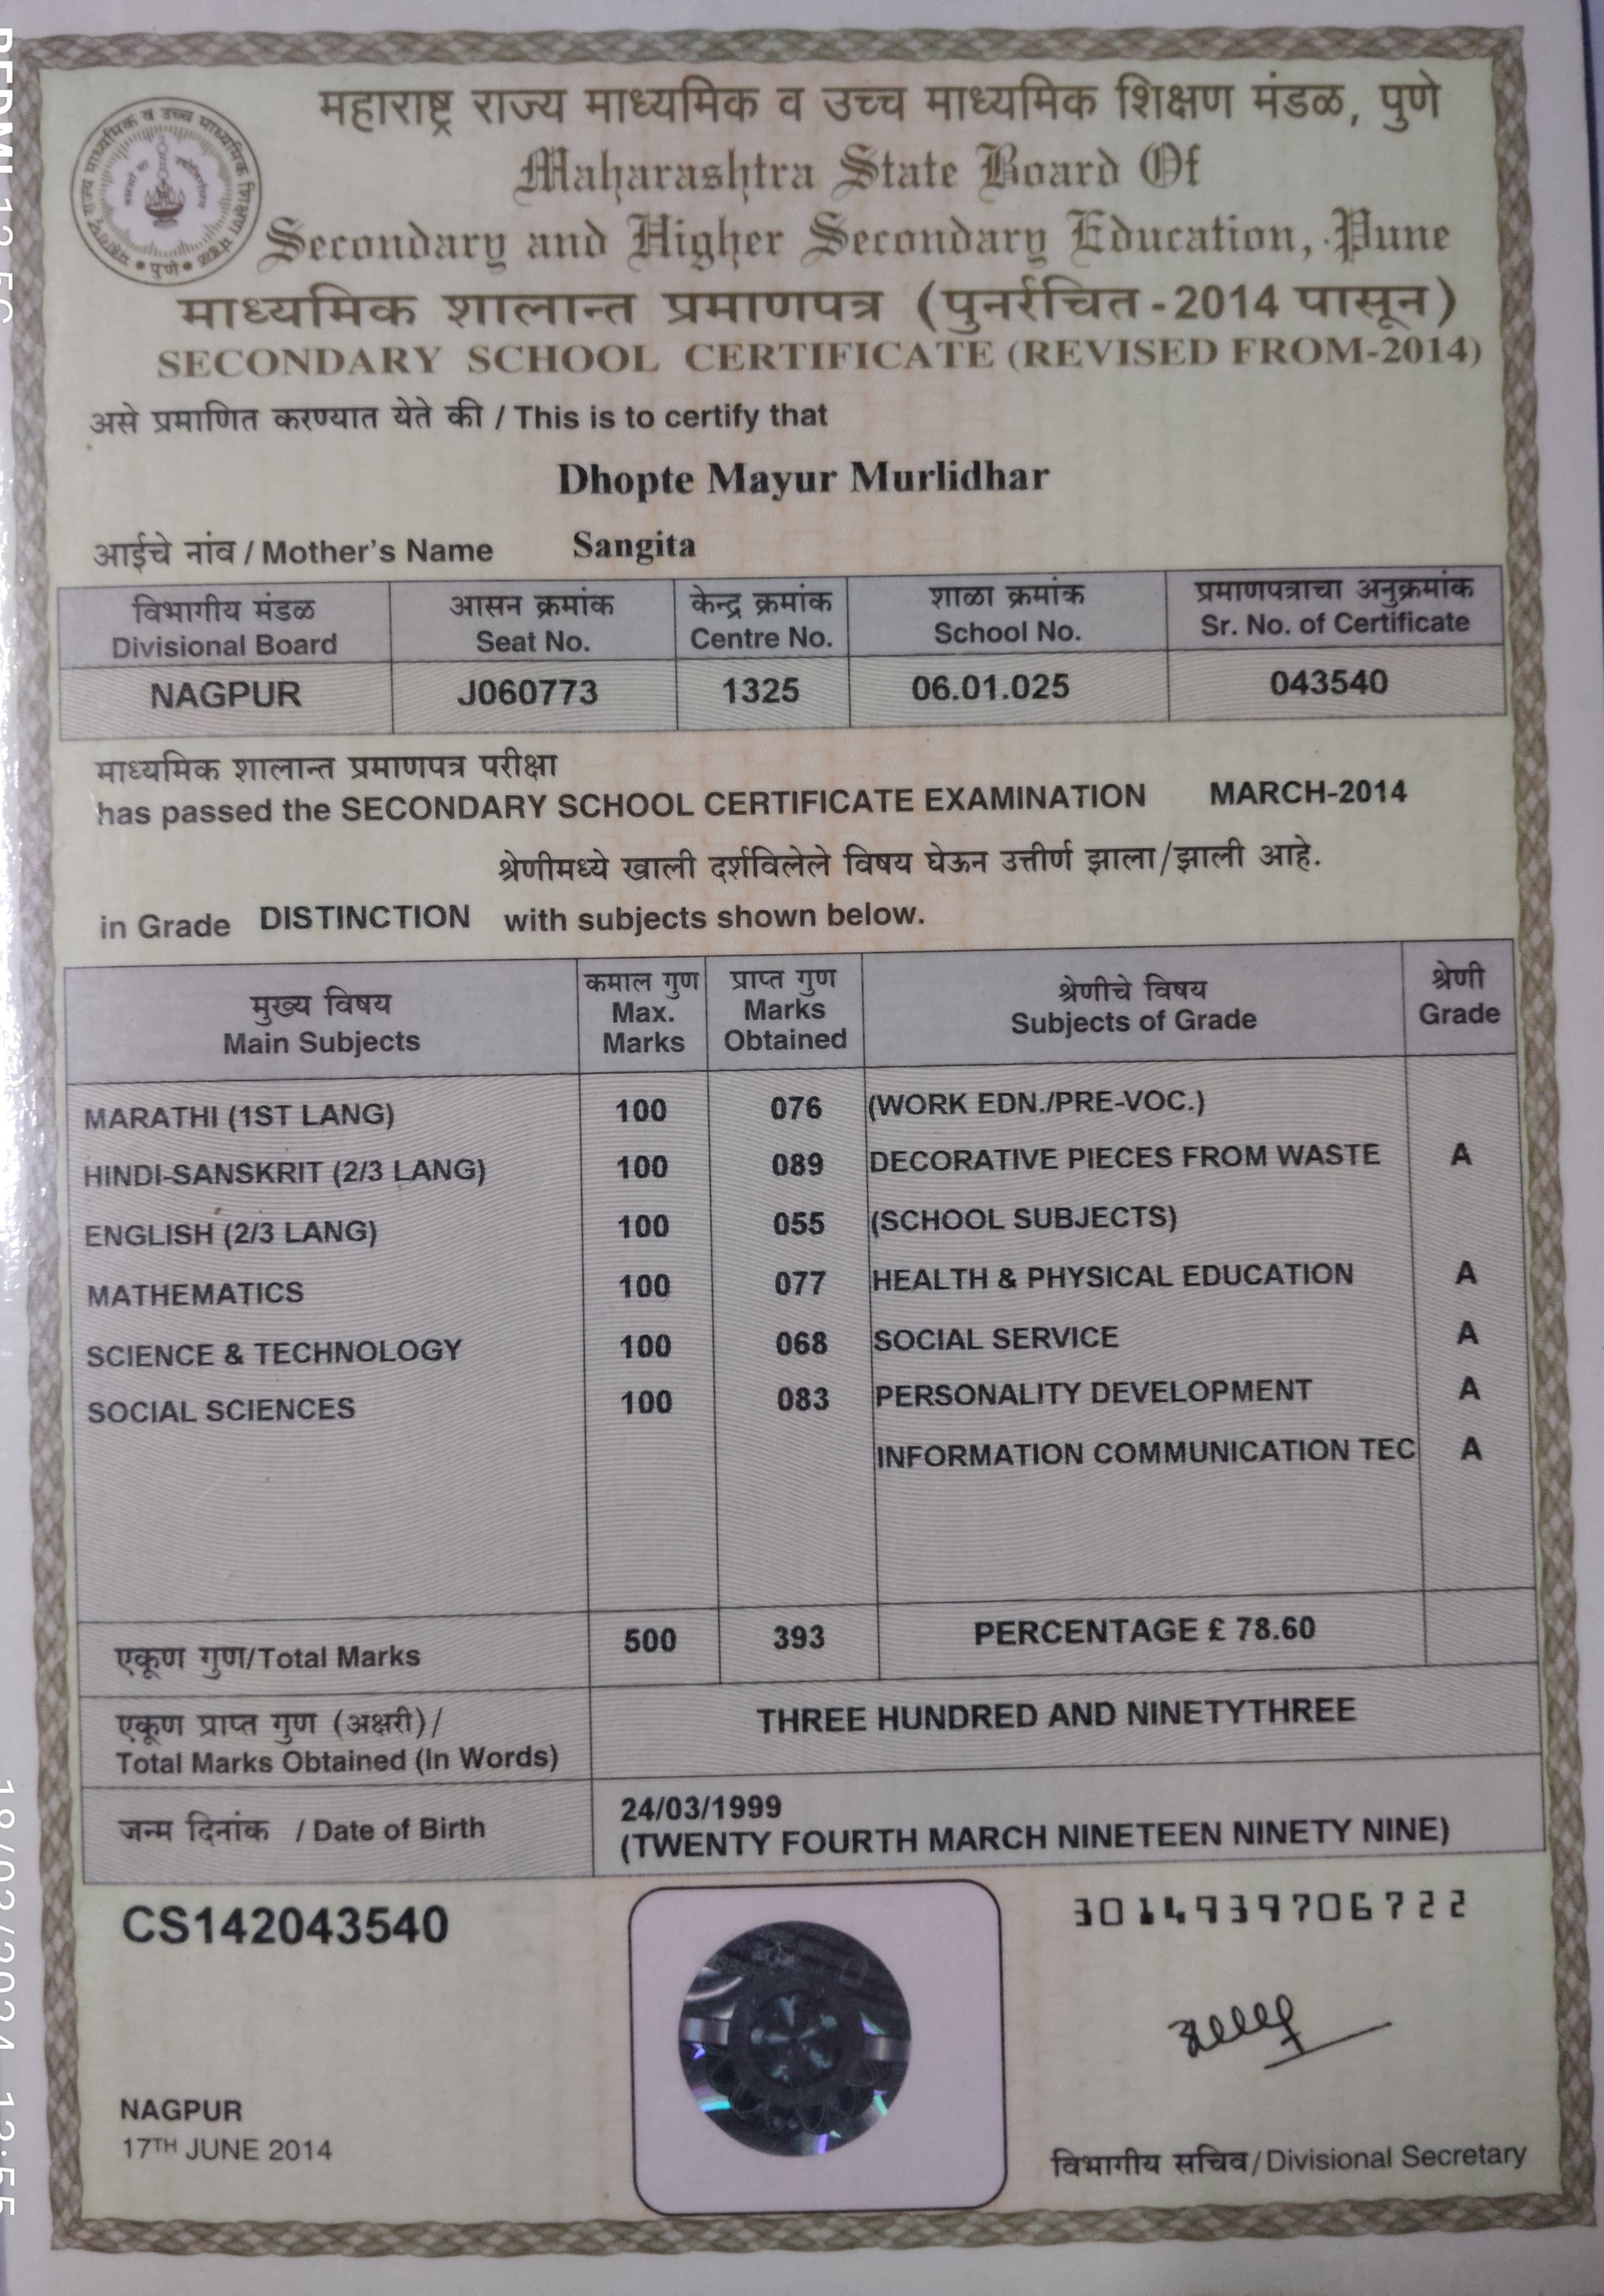 महाराष्ट्र राज्य माध्यमिक व उच्च माध्यमिक शिक्षण मंडळ, पुणे
Maharashtra State Board Of
Secondary and Higher Secondary Education, Pune
माध्यमिक शालान्त प्रमाणपत्र (पुनर्रचित - 2014 पासून)
SECONDARY SCHOOL CERTIFICATE (REVISED FROM-2014)
असे प्रमाणित करण्यात येते की / This is to certify that
Dhopte Mayur Murlidhar
आईचे नांव / Mother's Name Sangita
विभागीय मंडळ आसन क्रमांक केन्द्र क्रमांक शाळा क्रमांक प्रमाणपत्राचा अनुक्रमांक
Divisional Board Seat No. Centre No. School No. Sr. No. of Certificate
NAGPUR J060773 1325 06.01.025 043540
माध्यमिक शालान्त प्रमाणपत्र परीक्षा
has passed the SECONDARY SCHOOL CERTIFICATE EXAMINATION MARCH-2014
श्रेणीमध्ये खाली दर्शविलेले विषय घेऊन उत्तीर्ण झाला/झाली आहे.
in Grade DISTINCTION with subjects shown below.
मुख्य विषय कमाल गुण प्राप्त गुण श्रेणीचे विषय श्रेणी
Main Subjects Max. Marks Marks Obtained Subjects of Grade Grade
MARATHI (1ST LANG) 100 076 (WORK EDN./PRE-VOC.)
HINDI-SANSKRIT (2/3 LANG) 100 089 DECORATIVE PIECES FROM WASTE A
ENGLISH (2/3 LANG) 100 055 (SCHOOL SUBJECTS)
MATHEMATICS 100 077 HEALTH & PHYSICAL EDUCATION A
SCIENCE & TECHNOLOGY 100 068 SOCIAL SERVICE A
SOCIAL SCIENCES 100 083 PERSONALITY DEVELOPMENT A
INFORMATION COMMUNICATION TEC A
एकूण गुण/Total Marks 500 393 PERCENTAGE £ 78.60
एकूण प्राप्त गुण (अक्षरी)/
Total Marks Obtained (In Words) THREE HUNDRED AND NINETYTHREE
जन्म दिनांक / Date of Birth 24/03/1999
(TWENTY FOURTH MARCH NINETEEN NINETY NINE)
CS142043540
3014939706722
NAGPUR
17TH JUNE 2014
विभागीय सचिव/Divisional Secretary